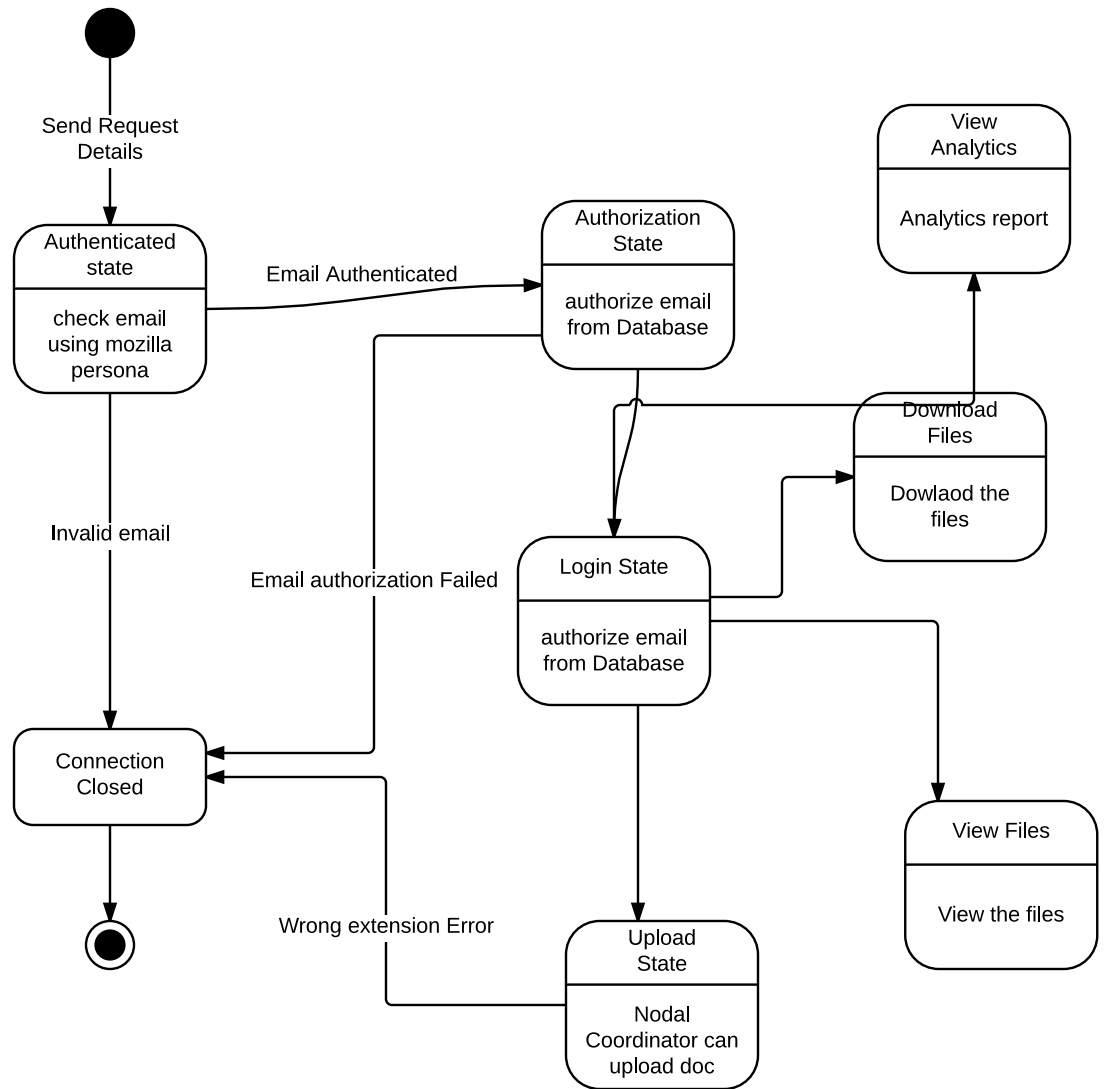 Send Request
Details
View
Analytics
Analytics report
Authenticated
state
check email
using mozilla
persona
Email Authenticated
Authorization
State
authorize email
from Database
Download
Files
Dowlaod the
files
Invalid email
Email authorization Failed
Login State
authorize email
from Database
Connection
Closed
View Files
View the files
Wrong extension Error
Upload
State
Nodal
Coordinator can
upload doc